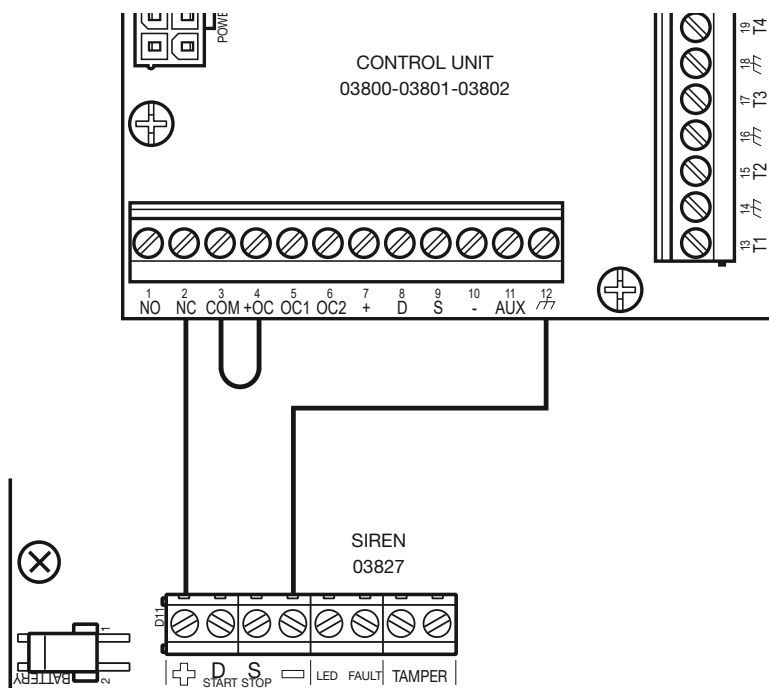 POWE
CONTROL UNIT
03800-03801-03802
19 T4
18
17 T3
16
15 T2
14
13 T1
1 2 3 4 5 6 7 8 9 10 11 12
NO NC COM +OC OC1 OC2 + D S - AUX
SIREN
03827
D11
1
2
BATTERY
D S LED FAULT TAMPER
START STOP